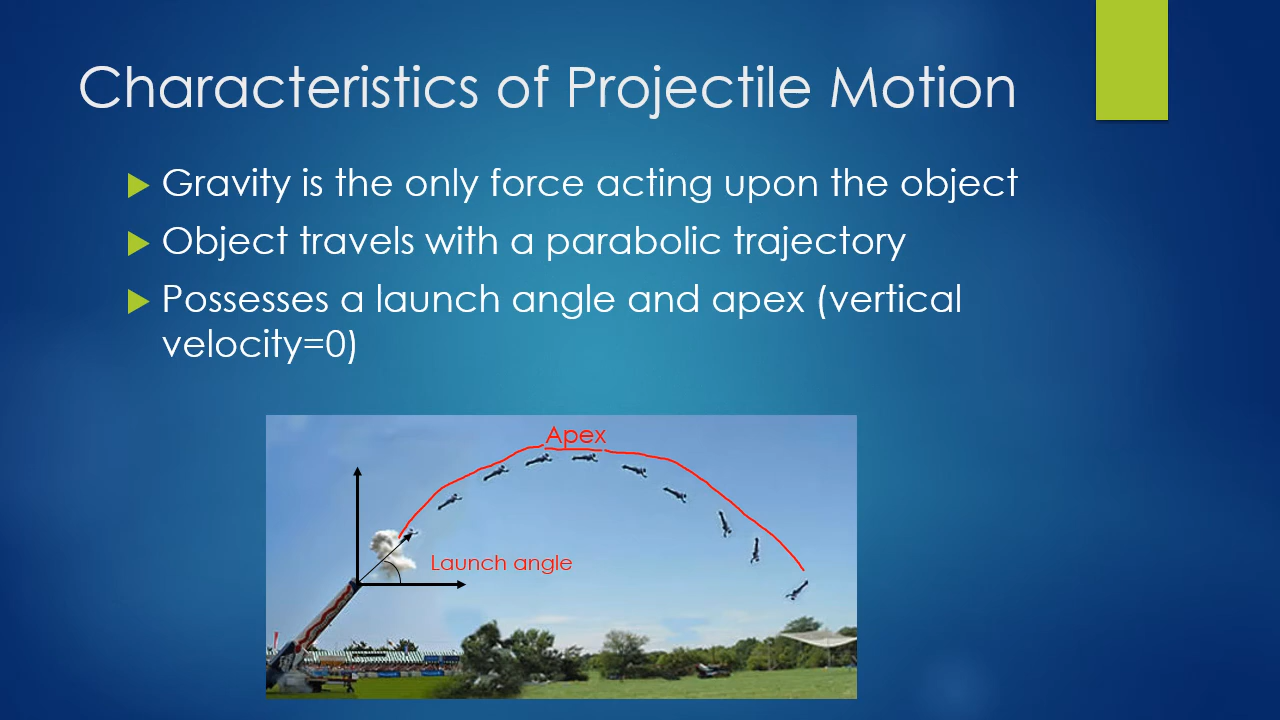 Characteristics of Projectile Motion
Gravity is the only force acting upon the object
Object travels with a parabolic trajectory
Possesses a launch angle and apex (vertical
velocity=0)
Apex
Launch angle